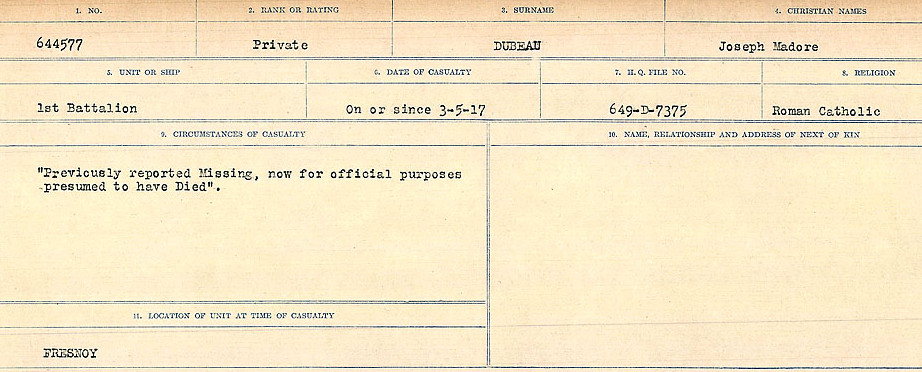 1. NO. 2. RANK OR RATING 3. SURNAME 4. CHRISTIAN NAMES
644577 Private DUBEAU Joseph Madore
5. UNIT OR SHIP 6. DATE OF CASUALTY 7. H. Q. FILE NO. 8. RELIGION
1st Battalion On or since 3-5-17 649-D-7375 Roman Catholic
9. CIRCUMSTANCES OF CASUALTY 10. NAME, RELATIONSHIP AND ADDRESS OF NEXT OF KIN
"Previously reported Missing, now for official purposes
presumed to have Died".
11. LOCATION OF UNIT AT TIME OF CASUALTY
FRESNOY